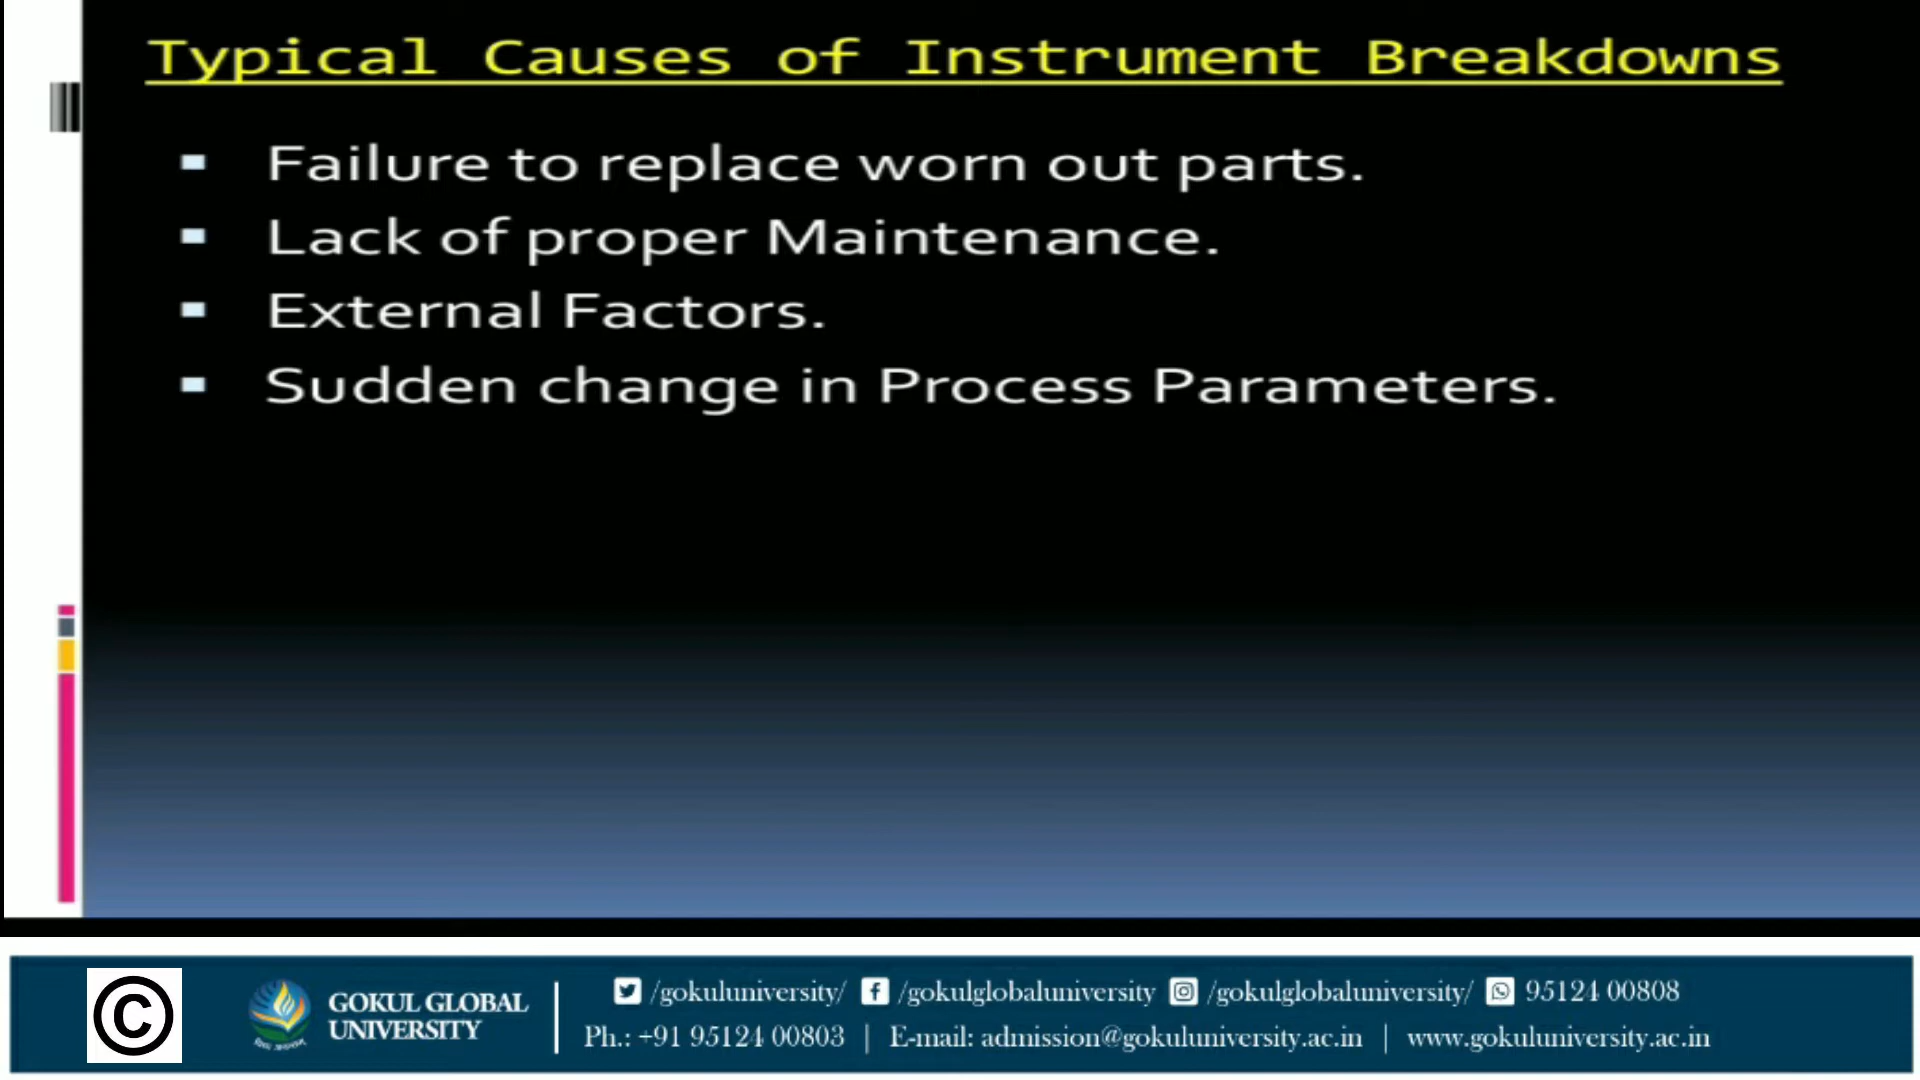 Typical Causes of Instrument Breakdowns
Failure to replace worn out parts.
Lack of proper Maintenance.
External Factors.
Sudden change in Process Parameters.
©
GOKUL GLOBAL
UNIVERSITY
/gokuluniversity/ /gokulglobaluniversity /gokulglobaluniversity/ 95124 00808
Ph.: +91 95124 00803 | E-mail: admission@gokuluniversity.ac.in | www.gokuluniversity.ac.in